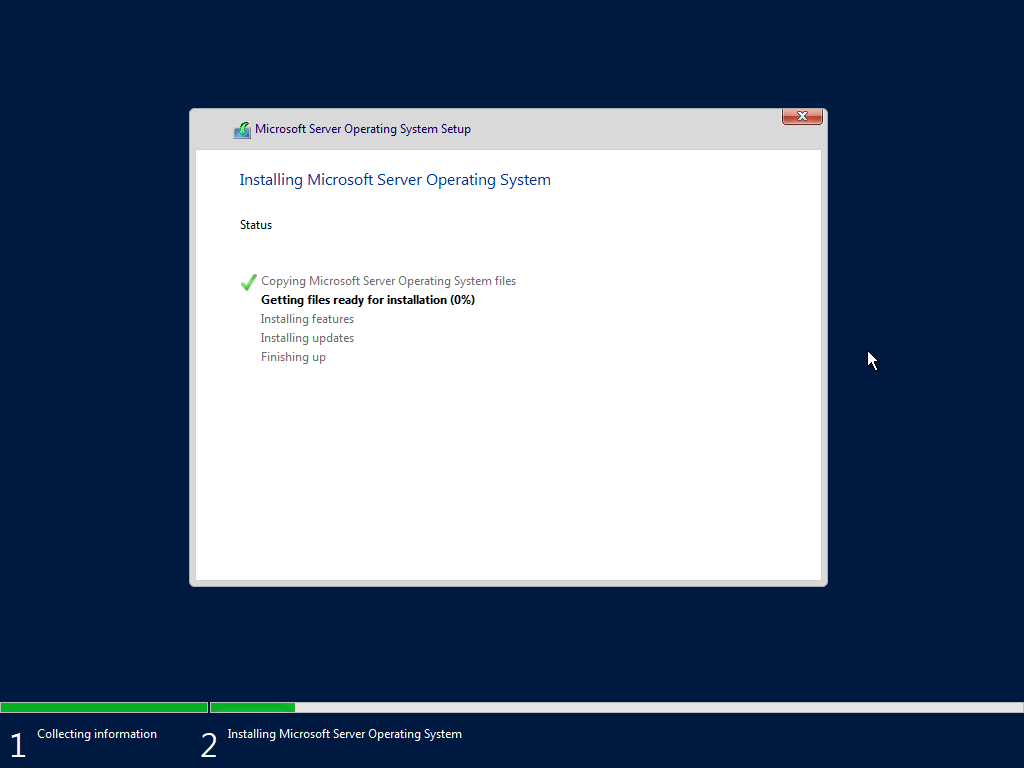 Microsoft Server Operating System Setup
Installing Microsoft Server Operating System
Status
Copying Microsoft Server Operating System files
Getting files ready for installation (0%)
Installing features
Installing updates
Finishing up
1 Collecting information
2 Installing Microsoft Server Operating System